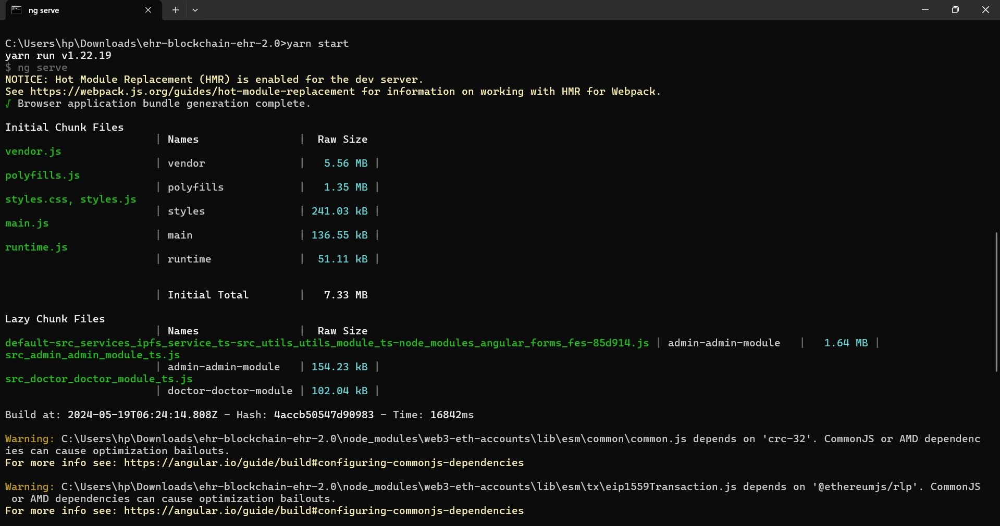 ng serve
C:\Users\hp\Downloads\ehr-blockchain-ehr-2.0>yarn start
yarn run v1.22.19
$ ng serve
NOTICE: Hot Module Replacement (HMR) is enabled for the dev server.
See https://webpack.js.org/guides/hot-module-replacement for information on working with HMR for Webpack.
√ Browser application bundle generation complete.
Initial Chunk Files
| Names | Raw Size
vendor.js
| vendor | 5.56 MB |
polyfills.js
| polyfills | 1.35 MB |
styles.css, styles.js
| styles | 241.03 kB |
main.js
| main | 136.55 kB |
runtime.js
| runtime | 51.11 kB |
| Initial Total | 7.33 MB
Lazy Chunk Files
| Names | Raw Size
default-src_services_ipfs_service_ts-src_utils_utils_module_ts-node_modules_angular_forms_fes-85d914.js | admin-admin-module | 1.64 MB |
src_admin_admin_module_ts.js
| admin-admin-module | 154.23 kB |
src_doctor_doctor_module_ts.js
| doctor-doctor-module | 102.04 kB |
Build at: 2024-05-19T06:24:14.808Z - Hash: 4accb50547d90983 - Time: 16842ms
Warning: C:\Users\hp\Downloads\ehr-blockchain-ehr-2.0\node_modules\web3-eth-accounts\lib\esm\common\common.js depends on 'crc-32'. CommonJS or AMD dependenc
ies can cause optimization bailouts.
For more info see: https://angular.io/guide/build#configuring-commonjs-dependencies
Warning: C:\Users\hp\Downloads\ehr-blockchain-ehr-2.0\node_modules\web3-eth-accounts\lib\esm\tx\eip1559Transaction.js depends on '@ethereumjs/rlp'. CommonJS
or AMD dependencies can cause optimization bailouts.
For more info see: https://angular.io/guide/build#configuring-commonjs-dependencies